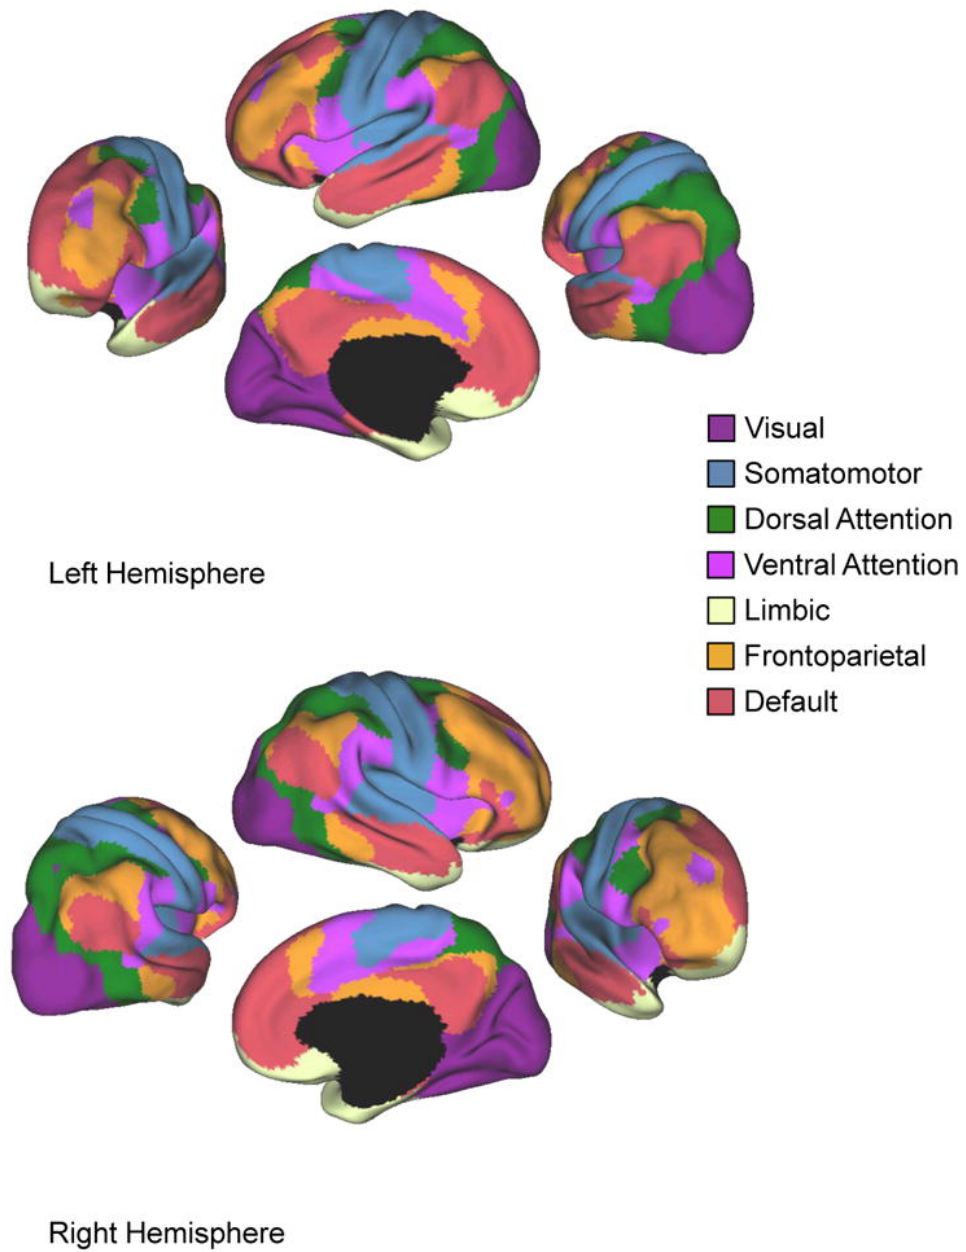 Visual
Somatomotor
Dorsal Attention
Ventral Attention
Limbic
Frontoparietal
Default
Left Hemisphere
Right Hemisphere